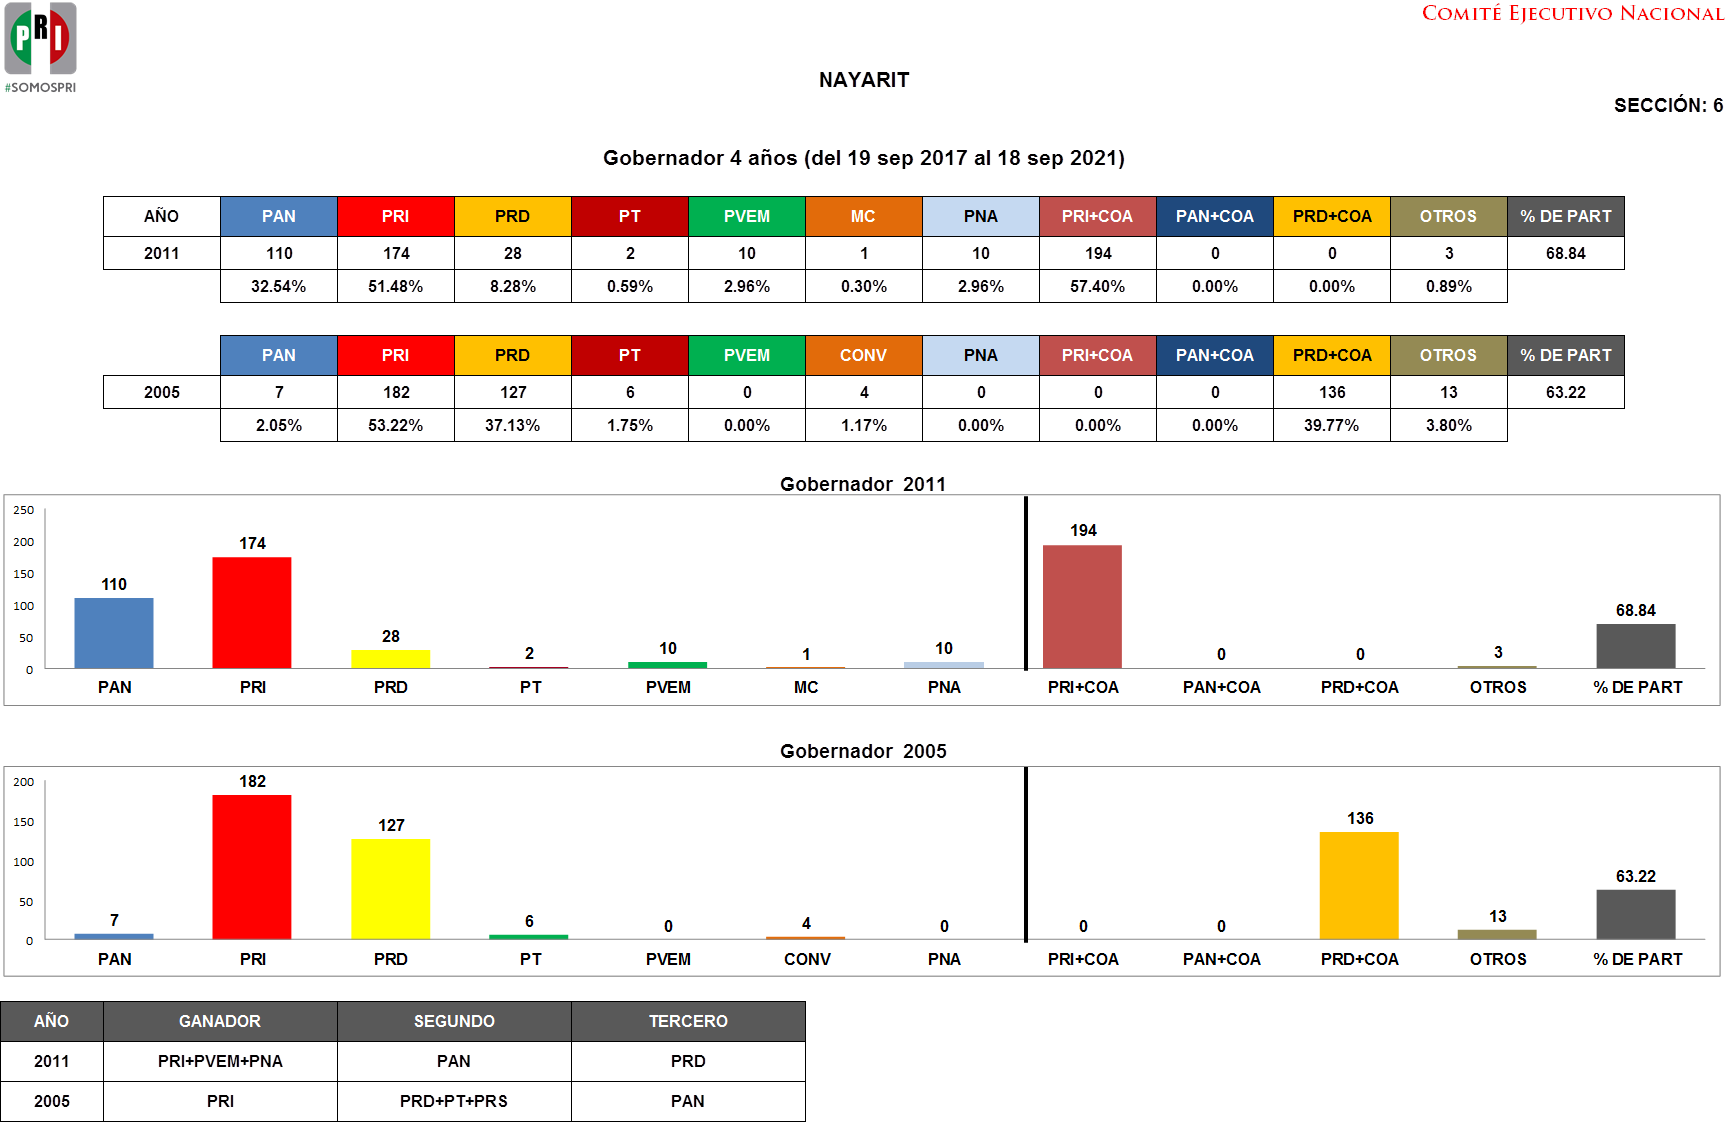 PRI
#SOMOSPRI
COMITÉ EJECUTIVO NACIONAL
NAYARIT
SECCIÓN: 6
Gobernador 4 años (del 19 sep 2017 al 18 sep 2021)
AÑO PAN PRI PRD PT PVEM MC PNA PRI+COA PAN+COA PRD+COA OTROS % DE PART
2011 110 174 28 2 10 1 10 194 0 0 3 68.84
32.54% 51.48% 8.28% 0.59% 2.96% 0.30% 2.96% 57.40% 0.00% 0.00% 0.89%
PAN PRI PRD PT PVEM CONV PNA PRI+COA PAN+COA PRD+COA OTROS % DE PART
2005 7 182 127 6 0 4 0 0 0 136 13 63.22
2.05% 53.22% 37.13% 1.75% 0.00% 1.17% 0.00% 0.00% 0.00% 39.77% 3.80%
Gobernador 2011
250
200
150
100
50
0
110 174 28 2 10 1 10 194 0 0 3 68.84
PAN PRI PRD PT PVEM MC PNA PRI+COA PAN+COA PRD+COA OTROS % DE PART
Gobernador 2005
200
150
100
50
0
7 182 127 6 0 4 0 0 0 136 13 63.22
PAN PRI PRD PT PVEM CONV PNA PRI+COA PAN+COA PRD+COA OTROS % DE PART
AÑO GANADOR SEGUNDO TERCERO
2011 PRI+PVEM+PNA PAN PRD
2005 PRI PRD+PT+PRS PAN